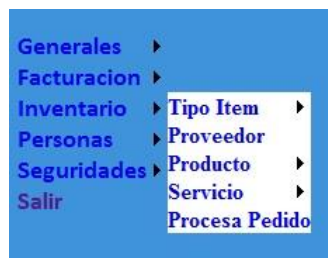 Generales
Facturacion
Inventario
Personas
Seguridades
Salir
Tipo Item
Proveedor
Producto
Servicio
Procesa Pedido